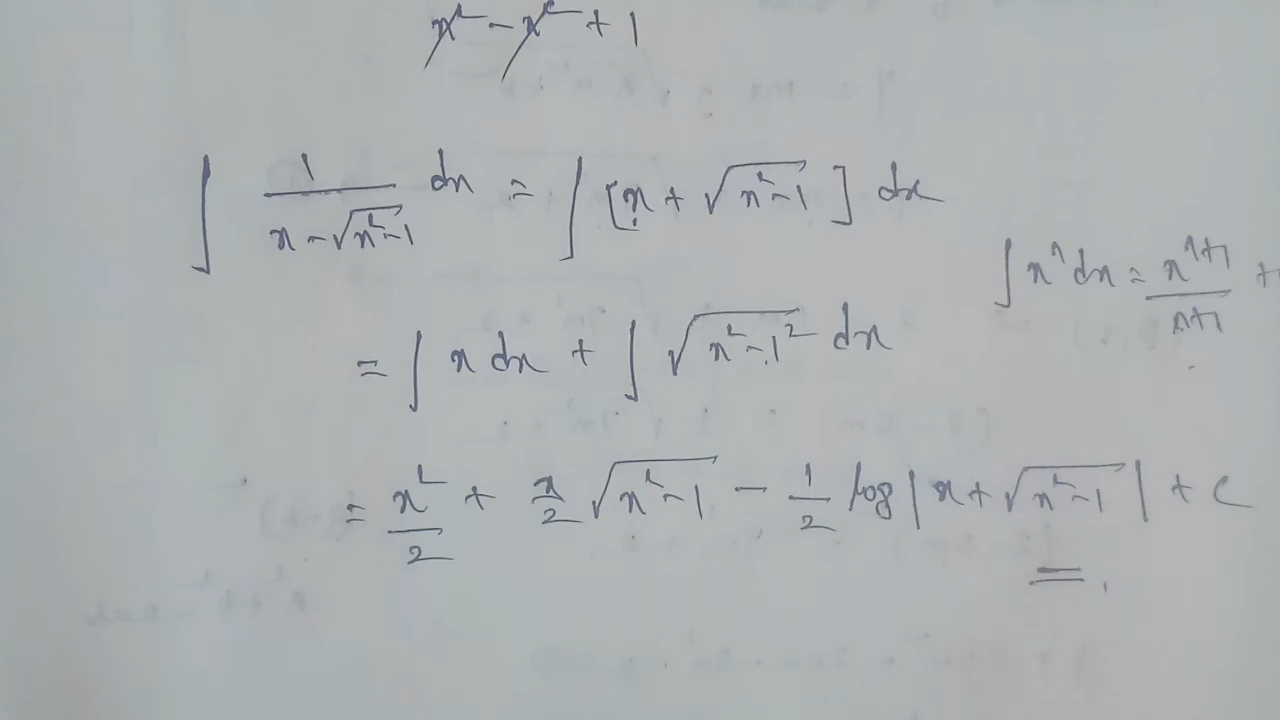 x² - x² + 1
∫ 1/(x - √(x²-1)) dx = ∫ [x + √(x²-1)] dx
∫ xⁿ dx = xⁿ⁺¹/(n+1) +
= ∫ x dx + ∫ √(x²-1²) dx
= x²/2 + x/2 √(x²-1) - 1/2 log|x + √(x²-1)| + c